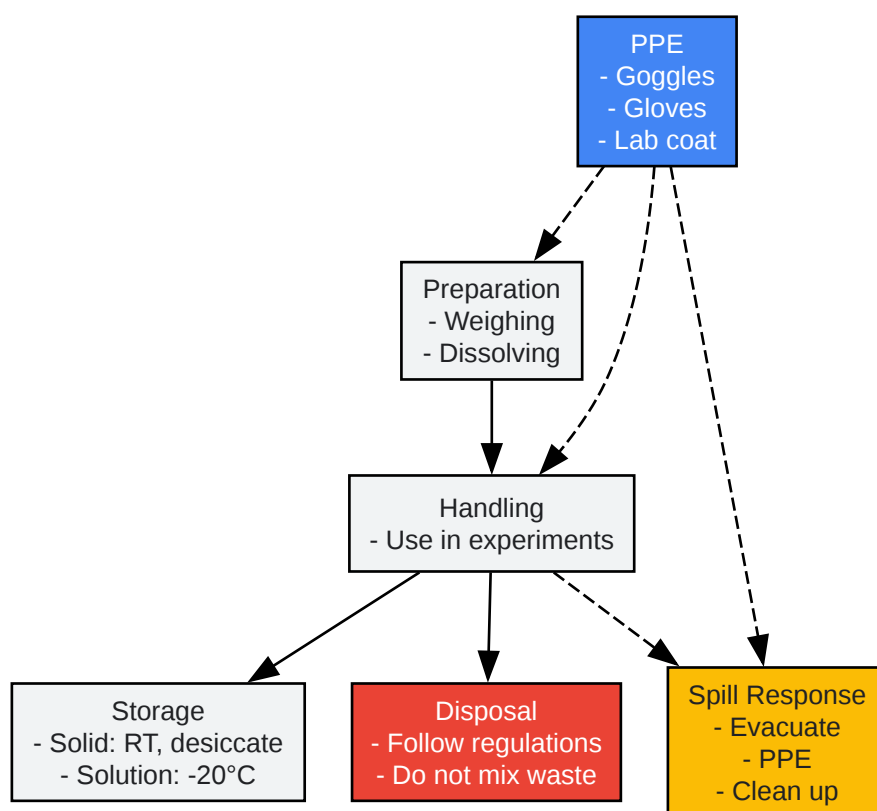 PPE
- Goggles
- Gloves
- Lab coat
Preparation
- Weighing
- Dissolving
Handling
- Use in experiments
Storage
- Solid: RT, desiccate
- Solution: -20°C
Disposal
- Follow regulations
- Do not mix waste
Spill Response
- Evacuate
- PPE
- Clean up